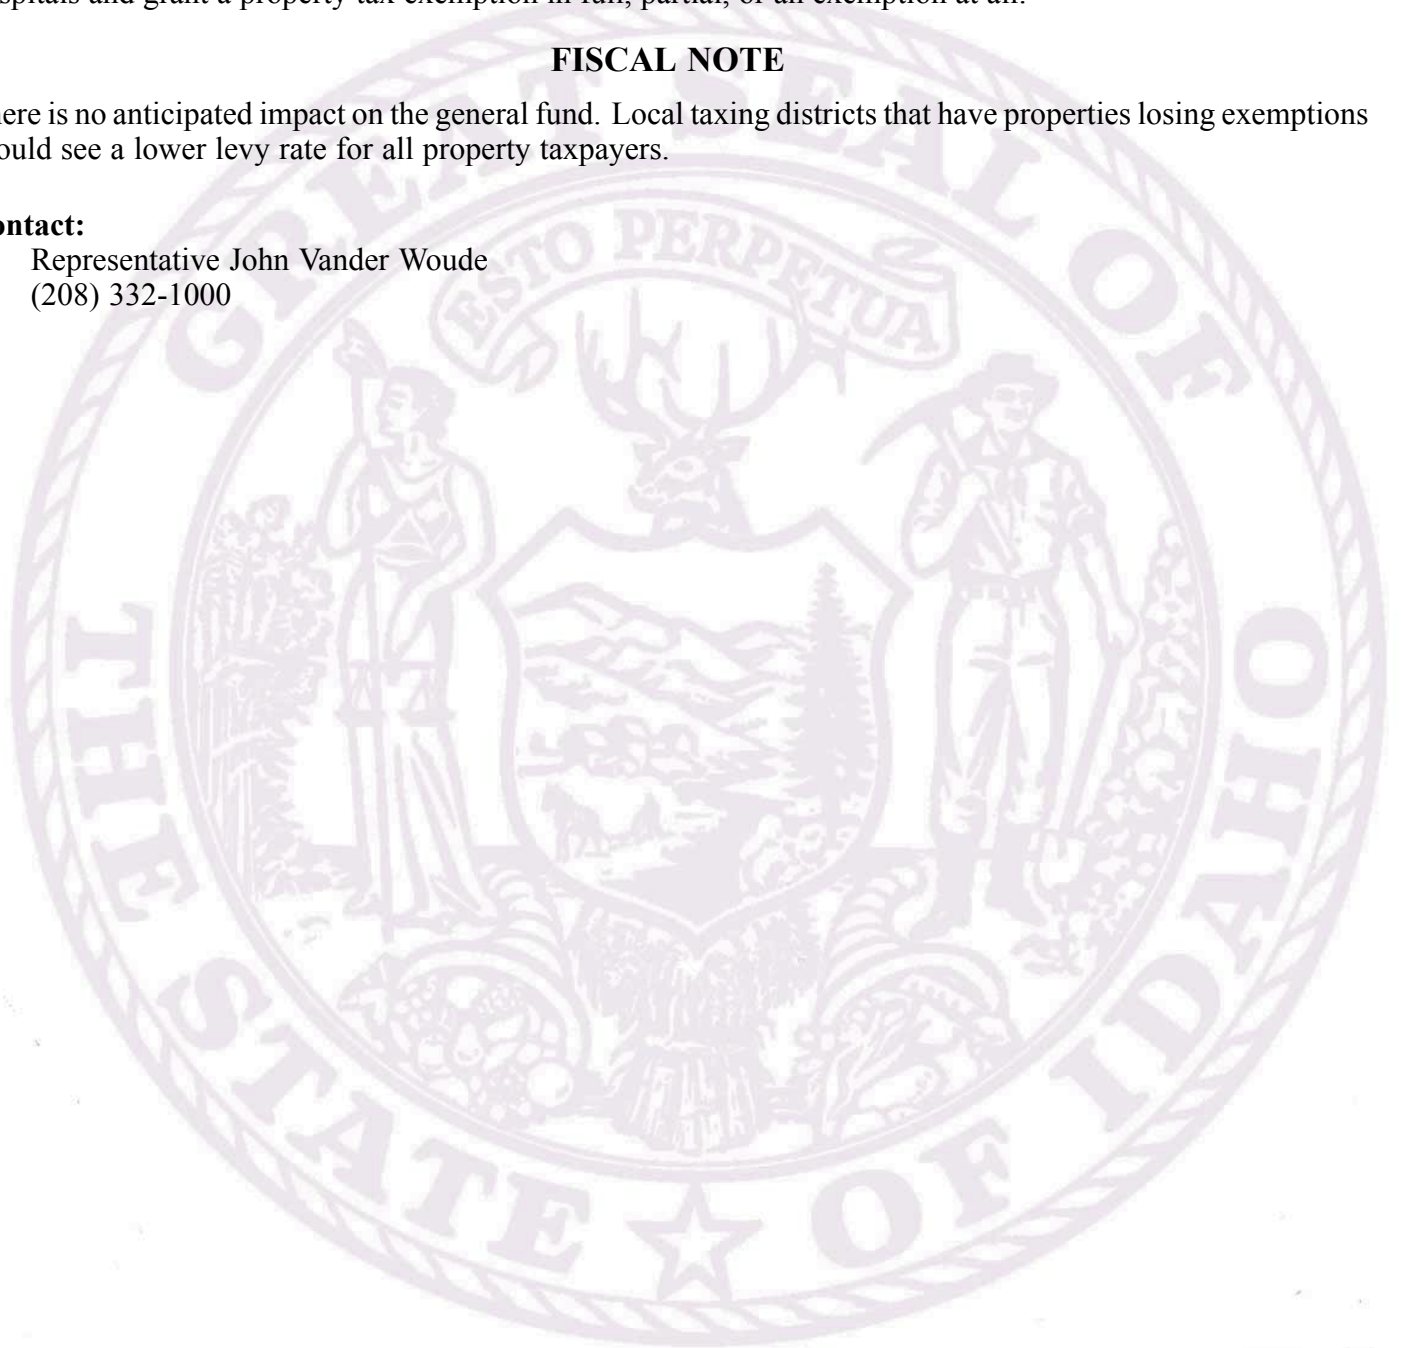 spitals and grant a property tax exemption in full, partial, or an exemption at all.
FISCAL NOTE
here is no anticipated impact on the general fund. Local taxing districts that have properties losing exemptions
ould see a lower levy rate for all property taxpayers.
ontact:
Representative John Vander Woude
(208) 332-1000
GREAT SEAL OF
ESTO PERPETUA
THE STATE OF IDAHO